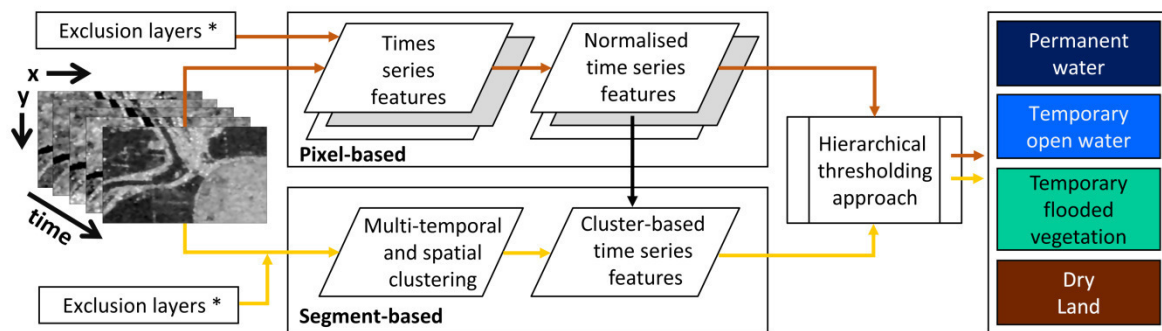 Exclusion layers *
x
y
time
Exclusion layers *
Times
series
features
Normalised
time series
features
Pixel-based
Multi-temporal
and spatial
clustering
Cluster-based
time series
features
Segment-based
Hierarchical
thresholding
approach
Permanent
water
Temporary
open water
Temporary
flooded
vegetation
Dry
Land